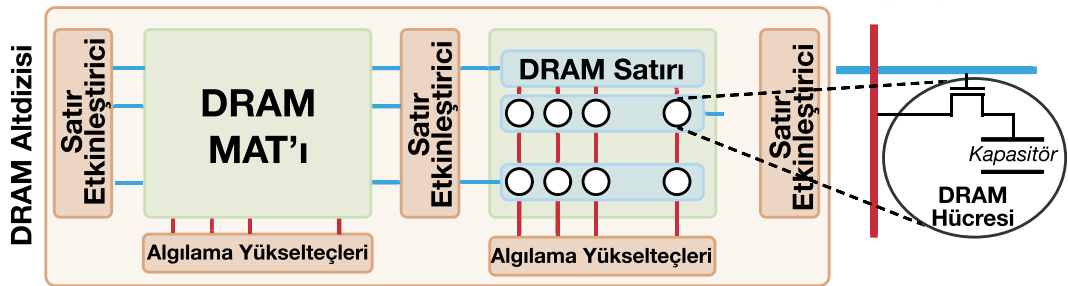 DRAM Altdizisi
Satır
Etkinleştirici
DRAM
MAT'ı
Algılama Yükselteçleri
Satır
Etkinleştirici
DRAM Satırı
Algılama Yükselteçleri
Satır
Etkinleştirici
Kapasitör
DRAM
Hücresi